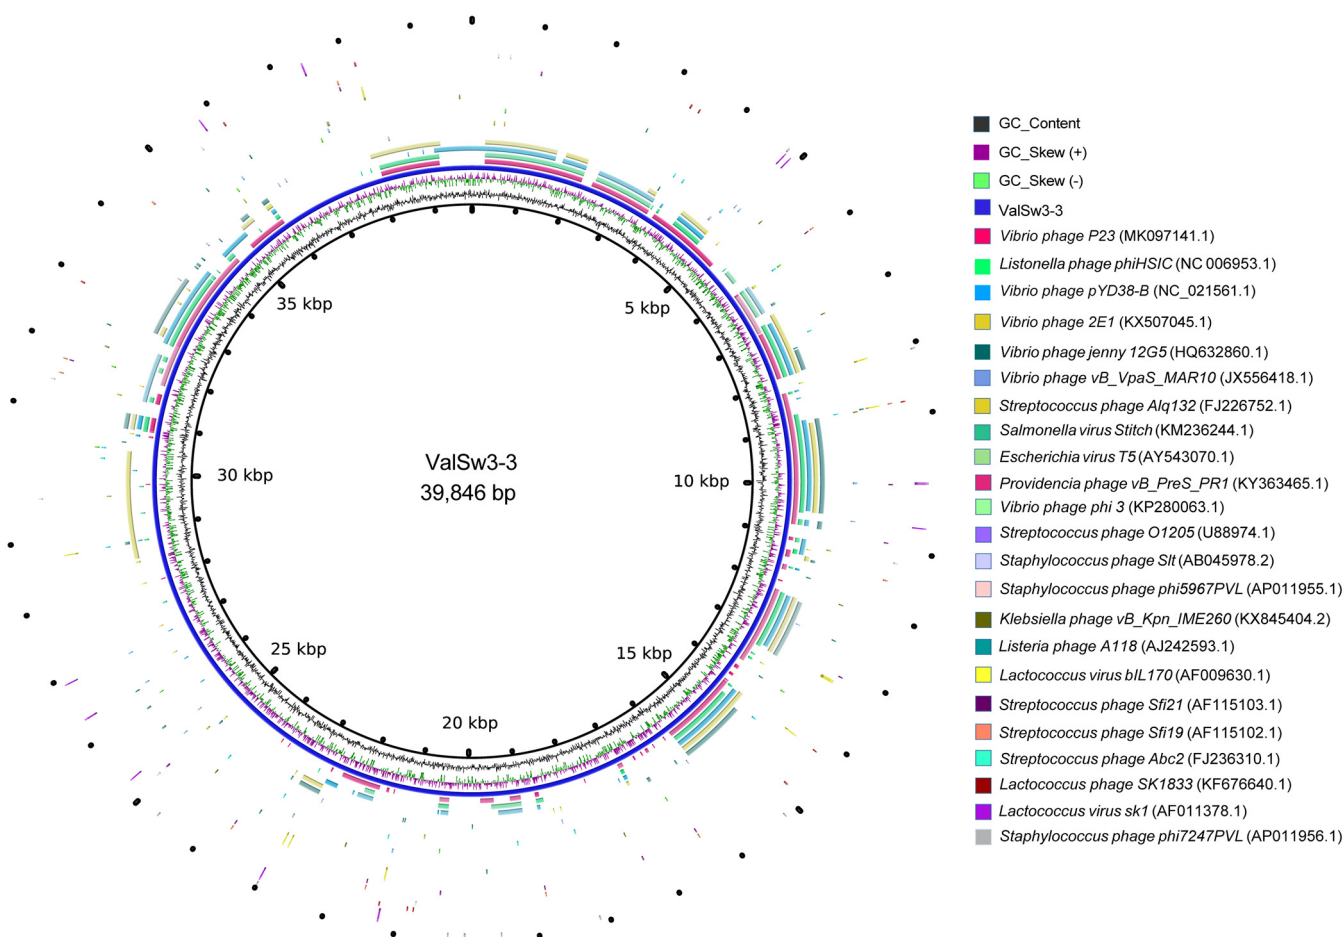 35 kbp
5 kbp
30 kbp
ValSw3-3
39,846 bp
10 kbp
25 kbp
15 kbp
20 kbp
GC_Content
GC_Skew (+)
GC_Skew (-)
ValSw3-3
Vibrio phage P23 (MK097141.1)
Listonella phage phiHSIC (NC 006953.1)
Vibrio phage pYD38-B (NC_021561.1)
Vibrio phage 2E1 (KX507045.1)
Vibrio phage jenny 12G5 (HQ632860.1)
Vibrio phage vB_VpaS_MAR10 (JX556418.1)
Streptococcus phage Alq132 (FJ226752.1)
Salmonella virus Stitch (KM236244.1)
Escherichia virus T5 (AY543070.1)
Providencia phage vB_PreS_PR1 (KY363465.1)
Vibrio phage phi 3 (KP280063.1)
Streptococcus phage O1205 (U88974.1)
Staphylococcus phage Slt (AB045978.2)
Staphylococcus phage phi5967PVL (AP011955.1)
Klebsiella phage vB_Kpn_IME260 (KX845404.2)
Listeria phage A118 (AJ242593.1)
Lactococcus virus bIL170 (AF009630.1)
Streptococcus phage Sfi21 (AF115103.1)
Streptococcus phage Sfi19 (AF115102.1)
Streptococcus phage Abc2 (FJ236310.1)
Lactococcus phage SK1833 (KF676640.1)
Lactococcus virus sk1 (AF011378.1)
Staphylococcus phage phi7247PVL (AP011956.1)